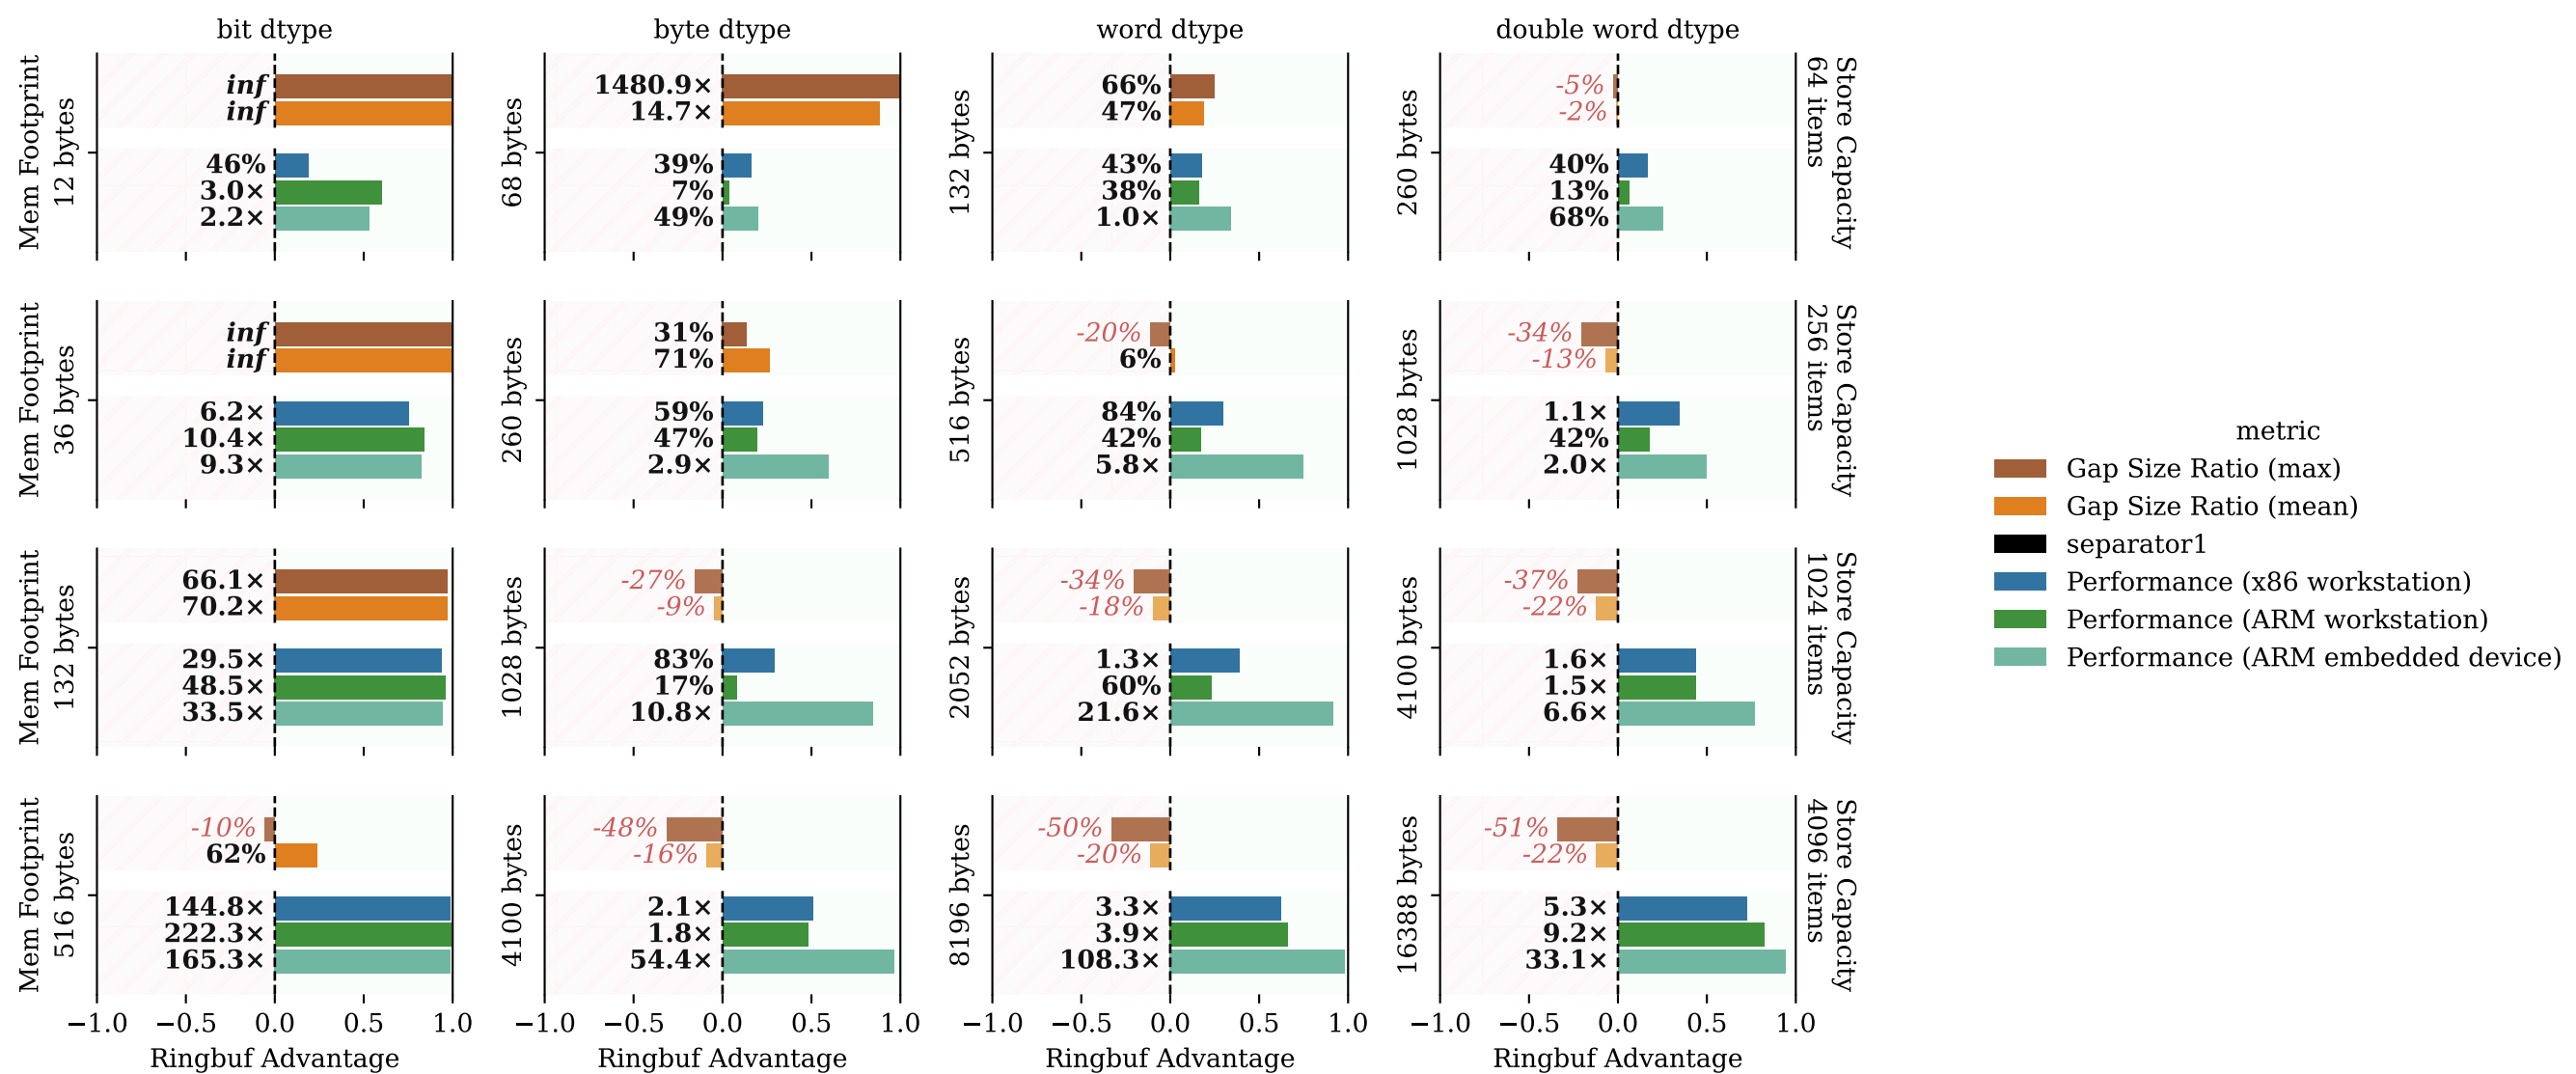 bit dtype
byte dtype
word dtype
double word dtype
Mem Footprint
12 bytes
inf
inf
46%
3.0×
2.2×
68 bytes
1480.9×
14.7×
39%
7%
49%
132 bytes
66%
47%
43%
38%
1.0×
260 bytes
-5%
-2%
40%
13%
68%
Store Capacity
64 items
Mem Footprint
36 bytes
inf
inf
6.2×
10.4×
9.3×
260 bytes
31%
71%
59%
47%
2.9×
516 bytes
-20%
6%
84%
42%
5.8×
1028 bytes
-34%
-13%
1.1×
42%
2.0×
Store Capacity
256 items
Mem Footprint
132 bytes
66.1×
70.2×
29.5×
48.5×
33.5×
1028 bytes
-27%
-9%
83%
17%
10.8×
2052 bytes
-34%
-18%
1.3×
60%
21.6×
4100 bytes
-37%
-22%
1.6×
1.5×
6.6×
Store Capacity
1024 items
Mem Footprint
516 bytes
-10%
62%
144.8×
222.3×
165.3×
4100 bytes
-48%
-16%
2.1×
1.8×
54.4×
8196 bytes
-50%
-20%
3.3×
3.9×
108.3×
16388 bytes
-51%
-22%
5.3×
9.2×
33.1×
Store Capacity
4096 items
−1.0 −0.5 0.0 0.5 1.0
Ringbuf Advantage
−1.0 −0.5 0.0 0.5 1.0
Ringbuf Advantage
−1.0 −0.5 0.0 0.5 1.0
Ringbuf Advantage
−1.0 −0.5 0.0 0.5 1.0
Ringbuf Advantage
metric
Gap Size Ratio (max)
Gap Size Ratio (mean)
separator1
Performance (x86 workstation)
Performance (ARM workstation)
Performance (ARM embedded device)